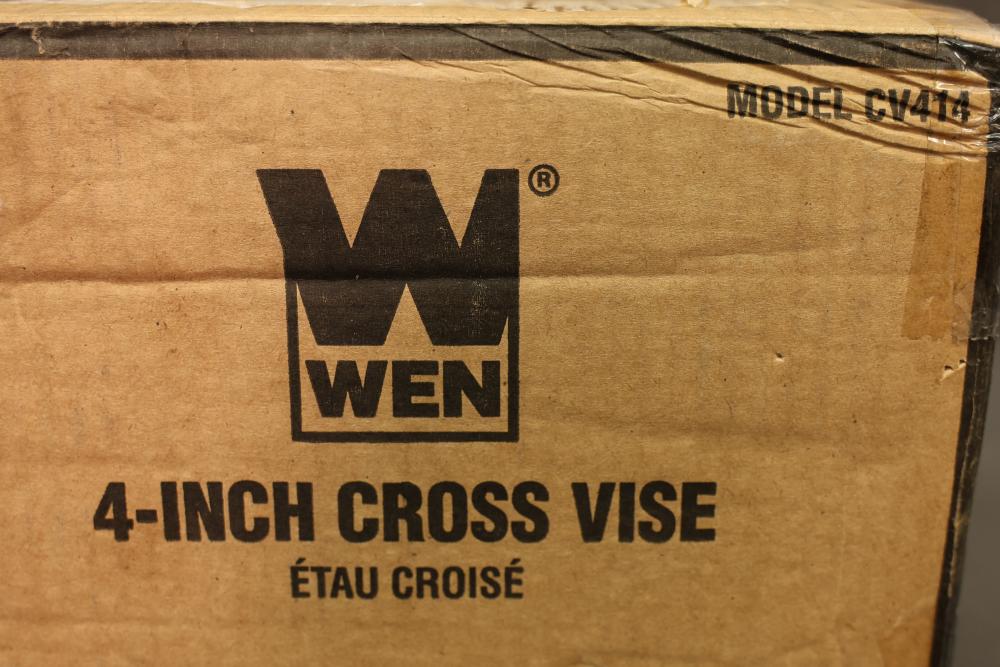 MODEL CV414
W®
WEN
4-INCH CROSS VISE
ÉTAU CROISÉ